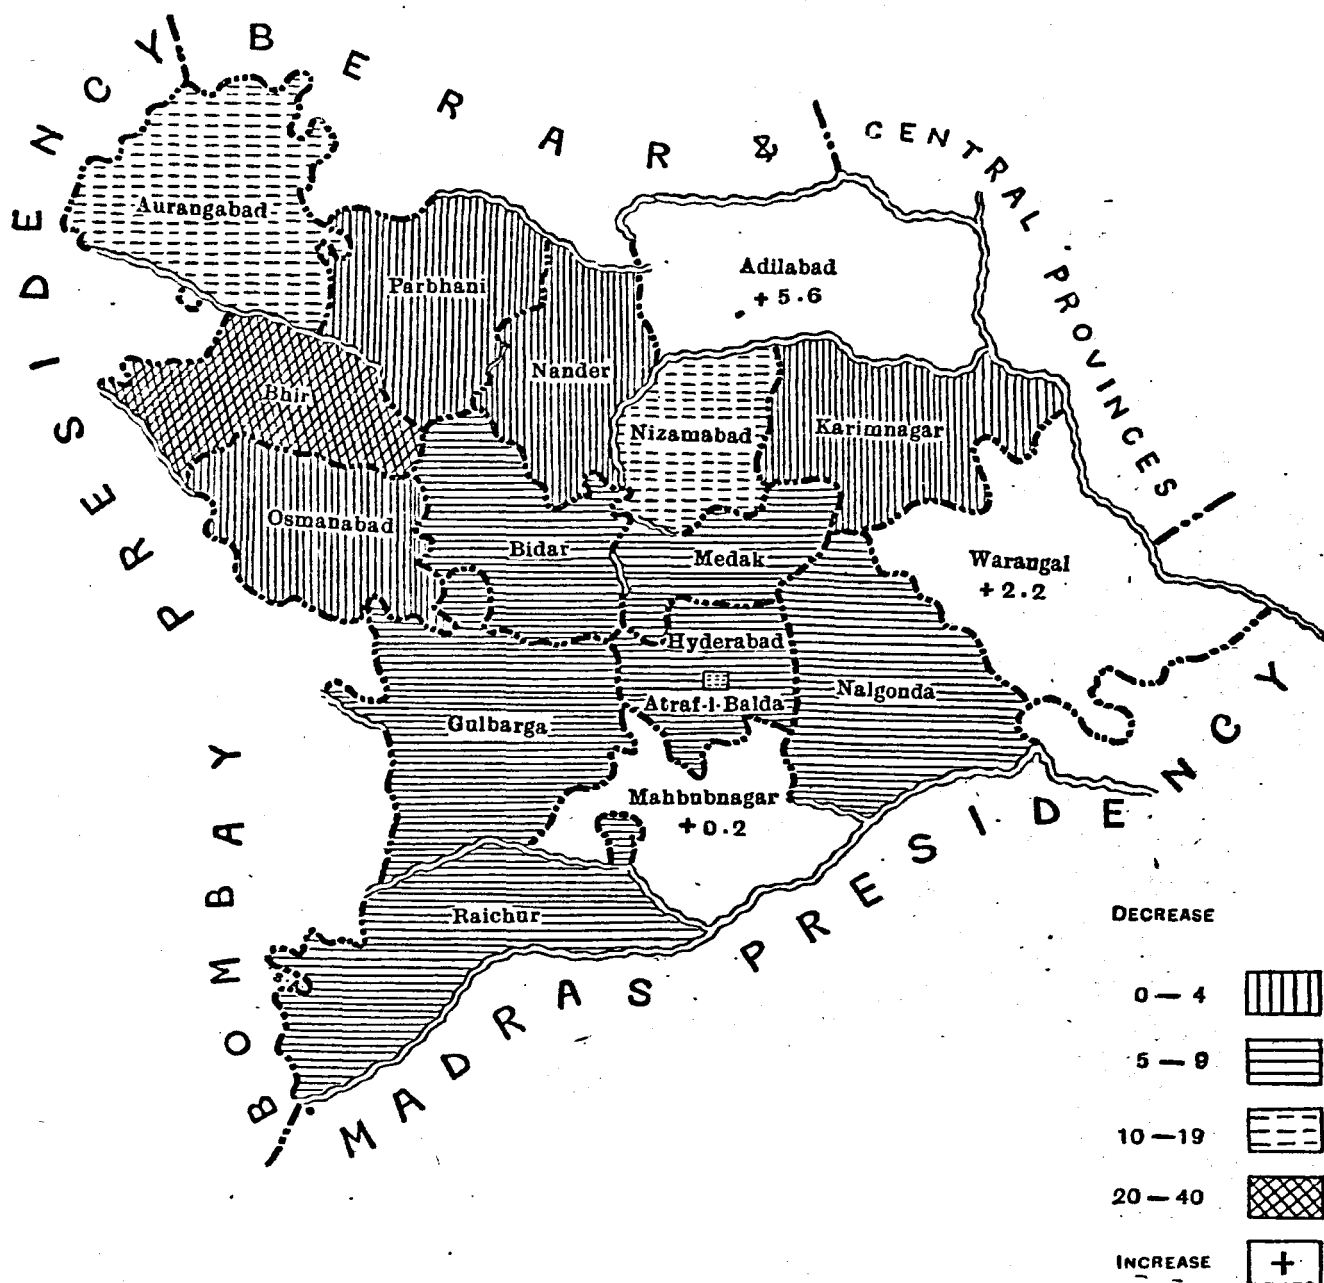 BERAR & CENTRAL PROVINCES
BOMBAY PRESIDENCY
Aurangabad
Parbhani
Adilabad
+ 5.6
Nander
Bhir
Nizamabad
Karimnagar
Osmanabad
Bidar
Medak
Warangal
+ 2.2
Hyderabad
Atraf-i-Balda
Nalgonda
Gulbarga
Mahbubnagar
+ 0.2
Raichur
MADRAS PRESIDENCY
DECREASE
0 — 4
5 — 9
10 — 19
20 — 40
INCREASE +